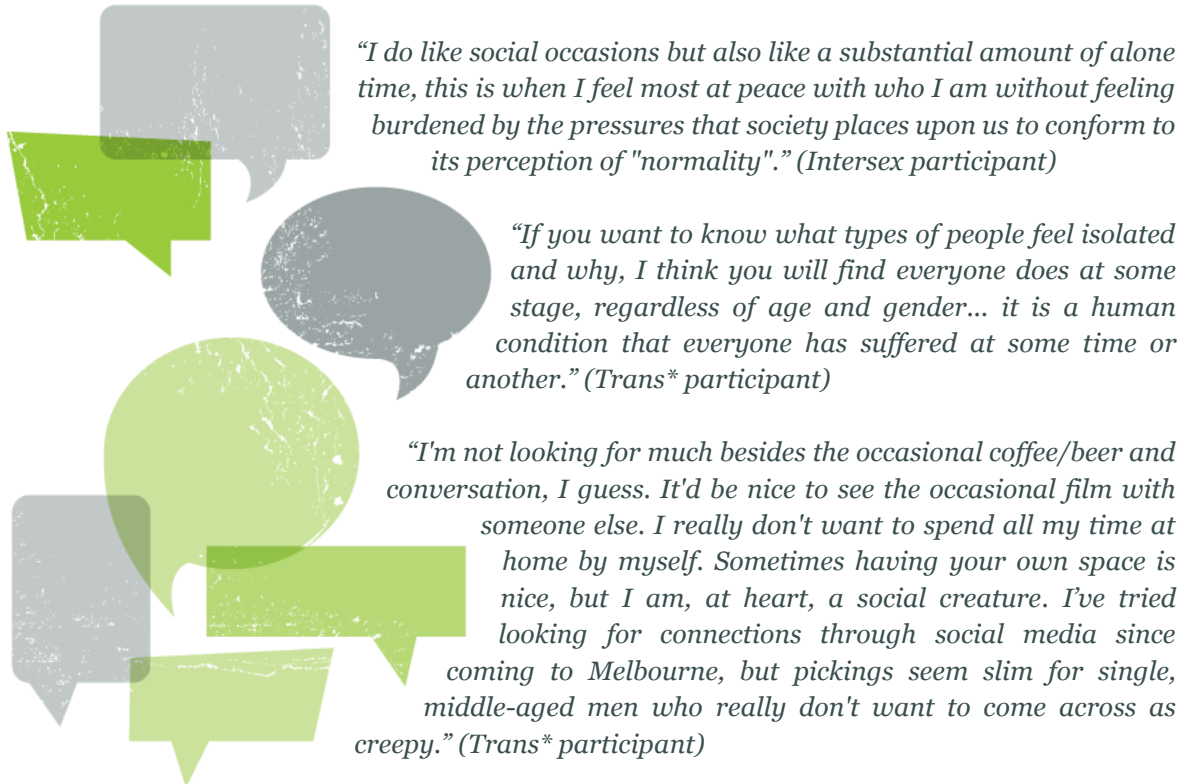 “I do like social occasions but also like a substantial amount of alone
time, this is when I feel most at peace with who I am without feeling
burdened by the pressures that society places upon us to conform to
its perception of "normality".” (Intersex participant)
“If you want to know what types of people feel isolated
and why, I think you will find everyone does at some
stage, regardless of age and gender... it is a human
condition that everyone has suffered at some time or
another.” (Trans* participant)
“I'm not looking for much besides the occasional coffee/beer and
conversation, I guess. It'd be nice to see the occasional film with
someone else. I really don't want to spend all my time at
home by myself. Sometimes having your own space is
nice, but I am, at heart, a social creature. I’ve tried
looking for connections through social media since
coming to Melbourne, but pickings seem slim for single,
middle-aged men who really don't want to come across as
creepy.” (Trans* participant)